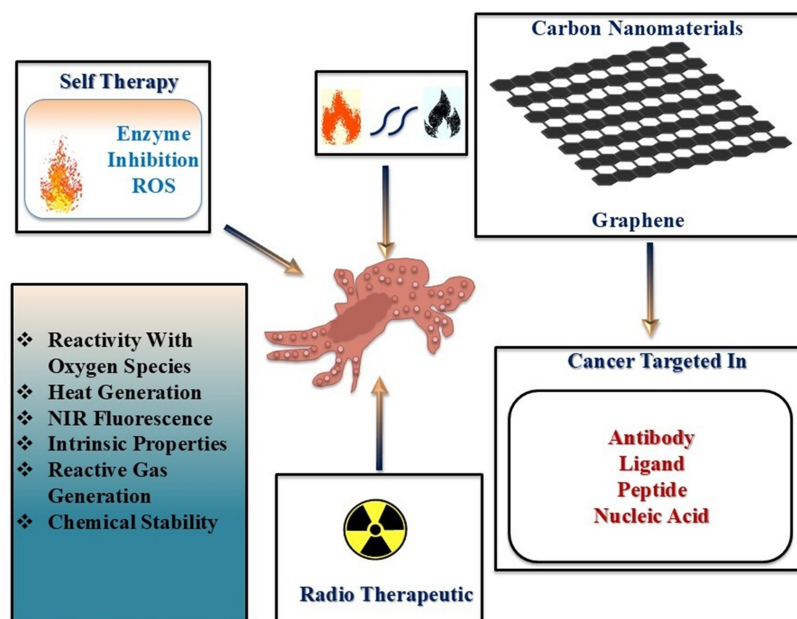 Self Therapy
Enzyme
Inhibition
ROS
Carbon Nanomaterials
Graphene
❖ Reactivity With
Oxygen Species
❖ Heat Generation
❖ NIR Fluorescence
❖ Intrinsic Properties
❖ Reactive Gas
Generation
❖ Chemical Stability
Radio Therapeutic
Cancer Targeted In
Antibody
Ligand
Peptide
Nucleic Acid